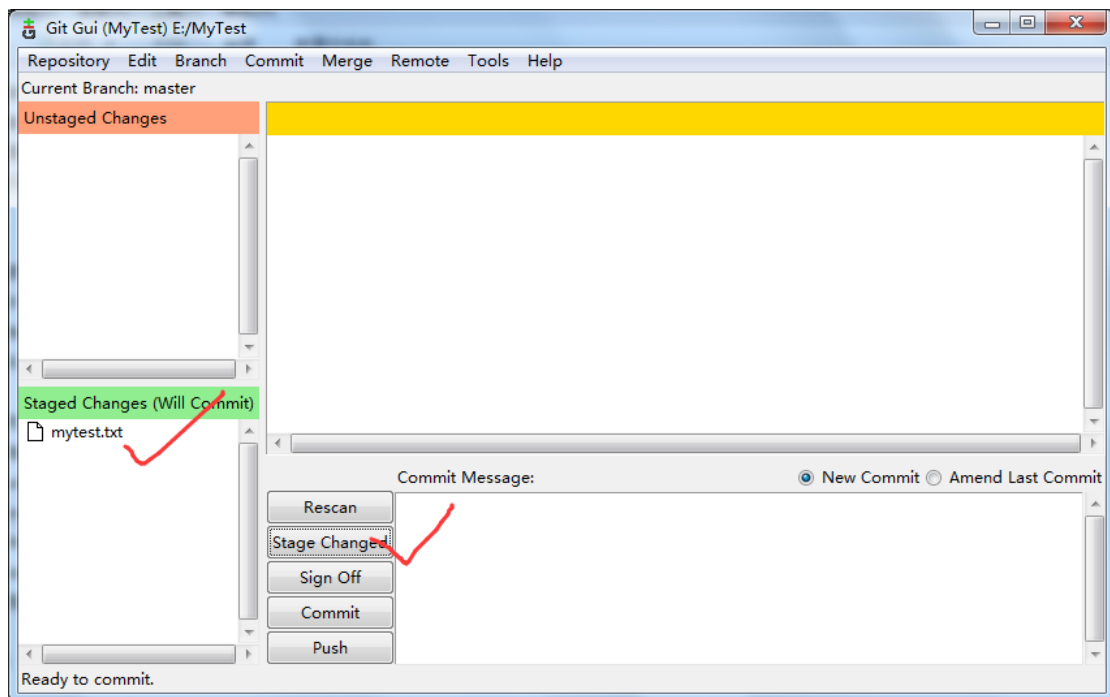 Git Gui (MyTest) E:/MyTest
Repository Edit Branch Commit Merge Remote Tools Help
Current Branch: master
Unstaged Changes
Staged Changes (Will Commit)
mytest.txt
Commit Message:
New Commit
Amend Last Commit
Rescan
Stage Changed
Sign Off
Commit
Push
Ready to commit.